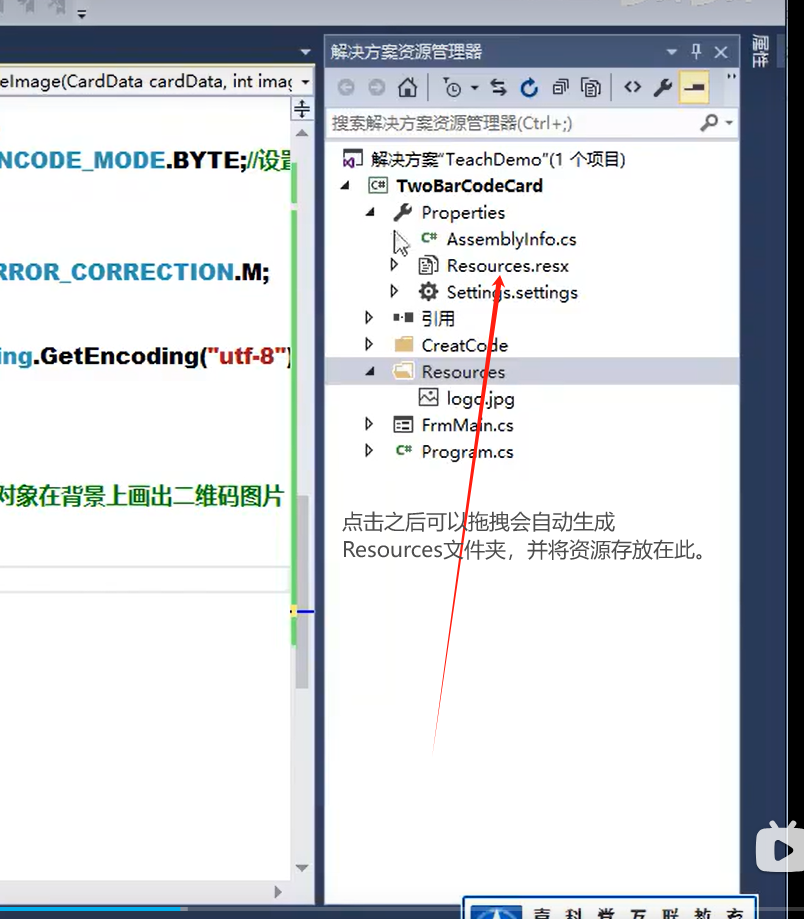 解决方案资源管理器
属性
eImage(CardData cardData, int imag
搜索解决方案资源管理器(Ctrl+;)
NCODE_MODE.BYTE;//设置
解决方案"TeachDemo"(1 个项目)
C# TwoBarCodeCard
Properties
C# AssemblyInfo.cs
Resources.resx
RROR_CORRECTION.M;
Settings.settings
引用
CreatCode
ing.GetEncoding("utf-8")
Resources
logo.jpg
FrmMain.cs
C# Program.cs
对象在背景上画出二维码图片
点击之后可以拖拽会自动生成
Resources文件夹，并将资源存放在此。
喜科堂互联教育